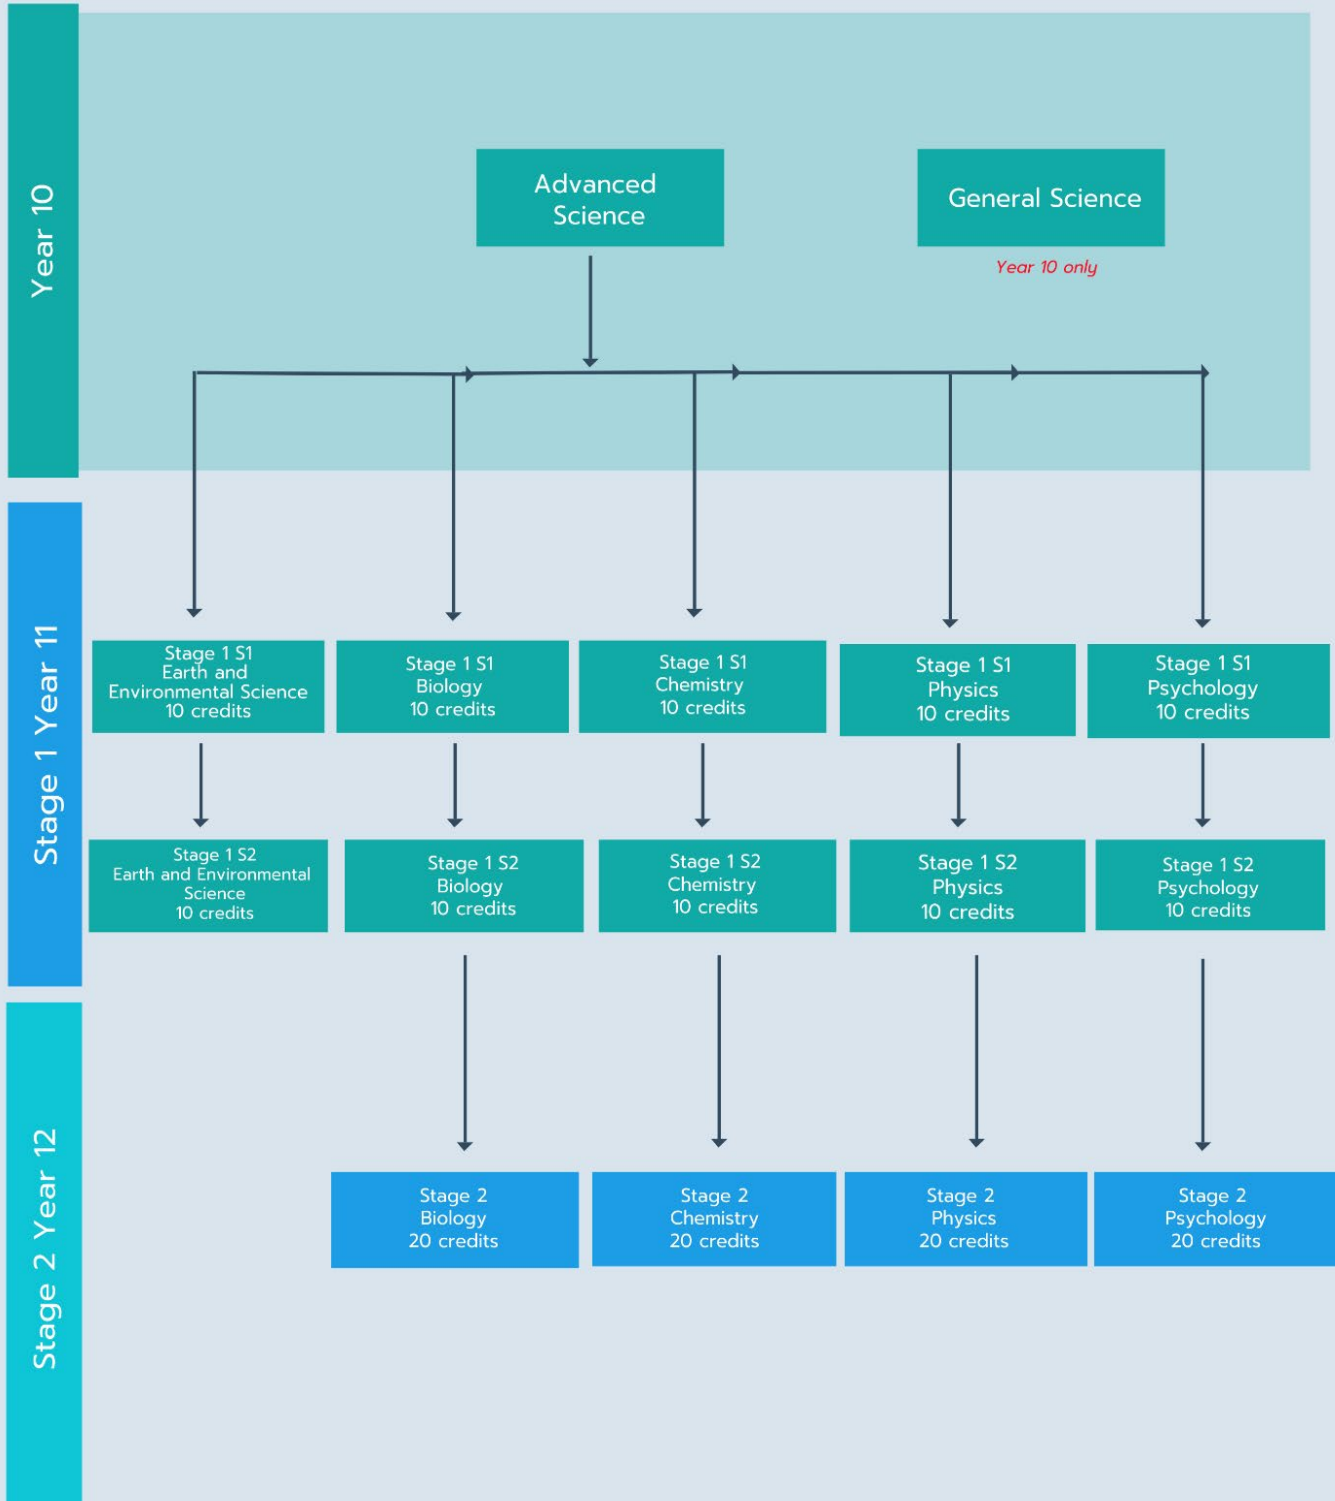 Year 10
Advanced
Science
General Science
Year 10 only
Stage 1 Year 11
Stage 1 S1
Earth and
Environmental Science
10 credits
Stage 1 S1
Biology
10 credits
Stage 1 S1
Chemistry
10 credits
Stage 1 S1
Physics
10 credits
Stage 1 S1
Psychology
10 credits
Stage 1 S2
Earth and Environmental
Science
10 credits
Stage 1 S2
Biology
10 credits
Stage 1 S2
Chemistry
10 credits
Stage 1 S2
Physics
10 credits
Stage 1 S2
Psychology
10 credits
Stage 2 Year 12
Stage 2
Biology
20 credits
Stage 2
Chemistry
20 credits
Stage 2
Physics
20 credits
Stage 2
Psychology
20 credits